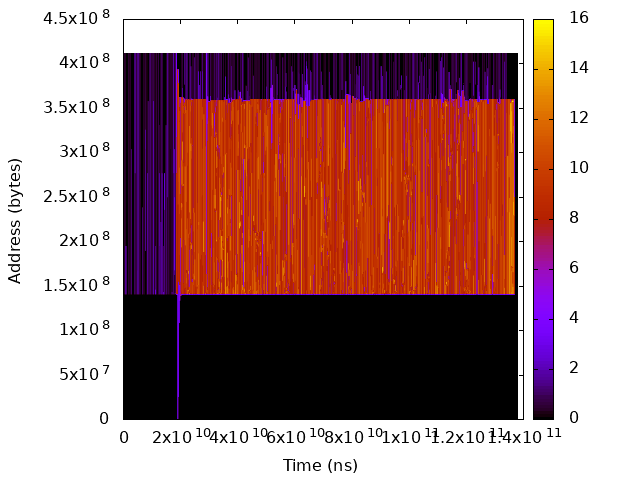 4.5x10^8
4x10^8
3.5x10^8
3x10^8
2.5x10^8
2x10^8
1.5x10^8
1x10^8
5x10^7
0
Address (bytes)
0 2x10^10 4x10^10 6x10^10 8x10^10 1x10^11 1.2x10^11 1.4x10^11
Time (ns)
16
14
12
10
8
6
4
2
0